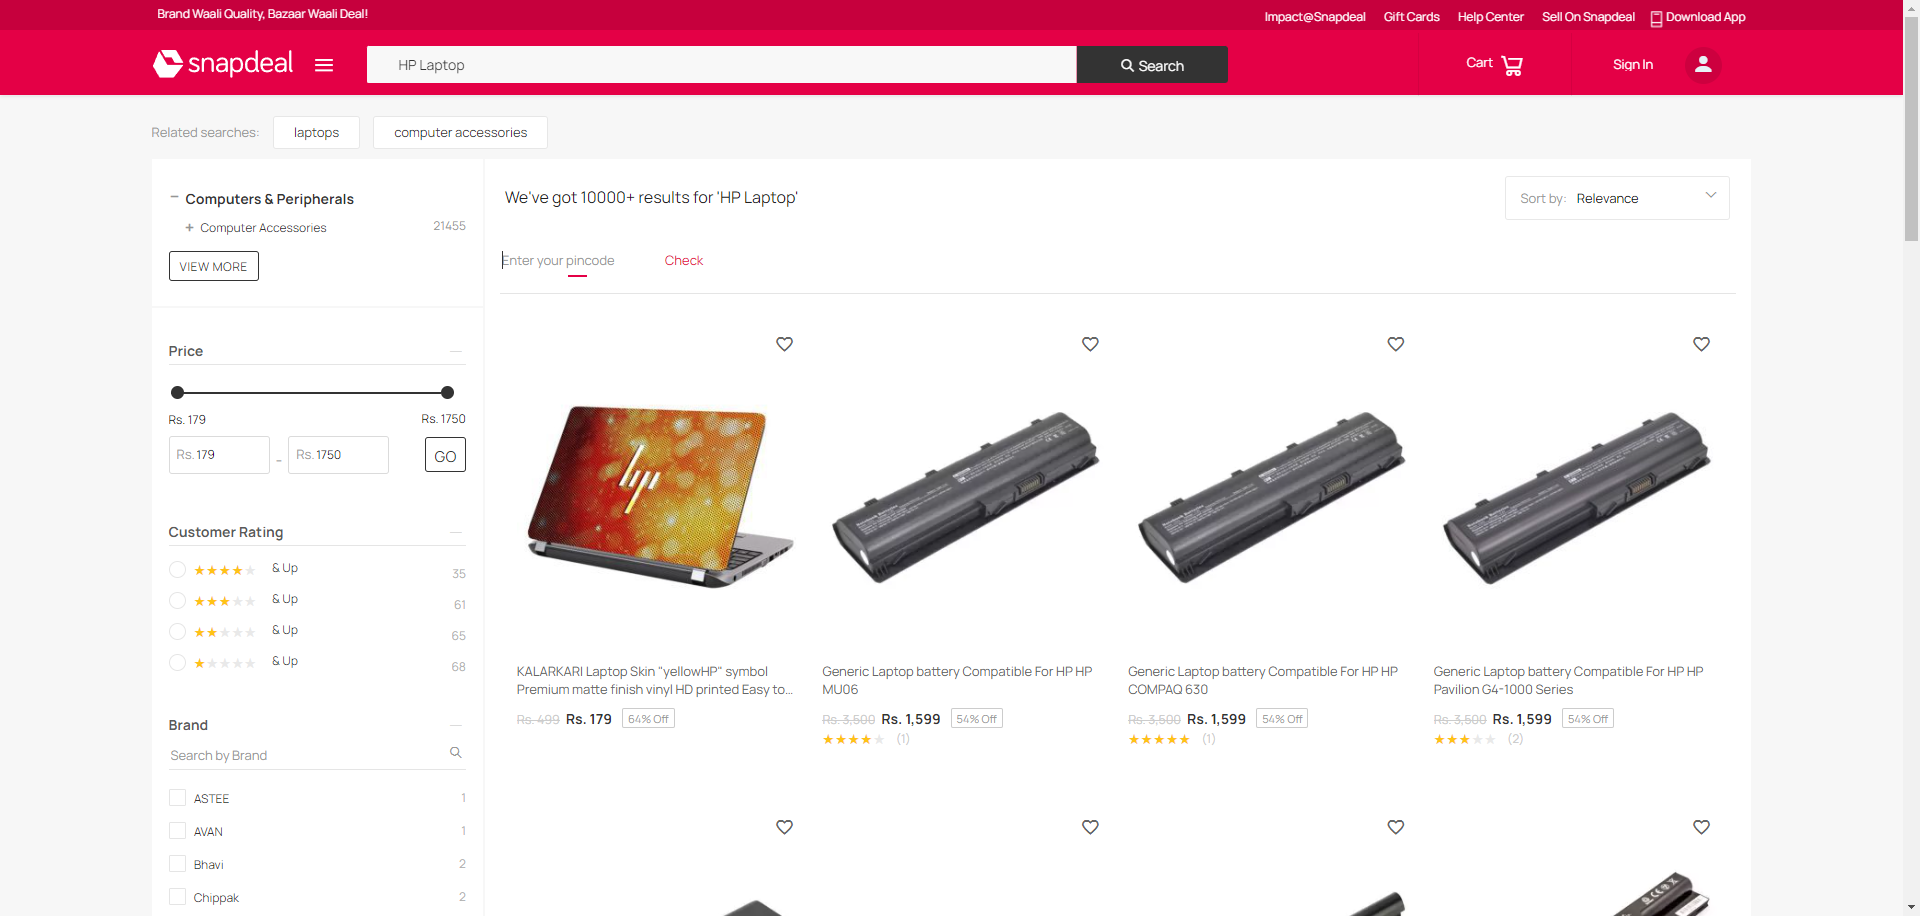 Brand Waali Quality, Bazaar Waali Deal!
Impact@Snapdeal Gift Cards Help Center Sell On Snapdeal Download App
snapdeal
HP Laptop
Search
Cart
Sign In
Related searches:
laptops
computer accessories
Computers & Peripherals
+ Computer Accessories 21455
VIEW MORE
Price
Rs. 179 Rs. 1750
Rs. 179 - Rs. 1750 GO
Customer Rating
& Up 35
& Up 61
& Up 65
& Up 68
Brand
Search by Brand
ASTEE 1
AVAN 1
Bhavi 2
Chippak 2
We've got 10000+ results for 'HP Laptop'
Sort by: Relevance
Enter your pincode Check
hp
KALARKARI Laptop Skin "yellowHP" symbol
Premium matte finish vinyl HD printed Easy to...
Rs. 499 Rs. 179 64% Off
Generic Laptop battery Compatible For HP HP
MU06
Rs. 3,500 Rs. 1,599 54% Off
(1)
Generic Laptop battery Compatible For HP HP
COMPAQ 630
Rs. 3,500 Rs. 1,599 54% Off
(1)
Generic Laptop battery Compatible For HP HP
Pavilion G4-1000 Series
Rs. 3,500 Rs. 1,599 54% Off
(2)